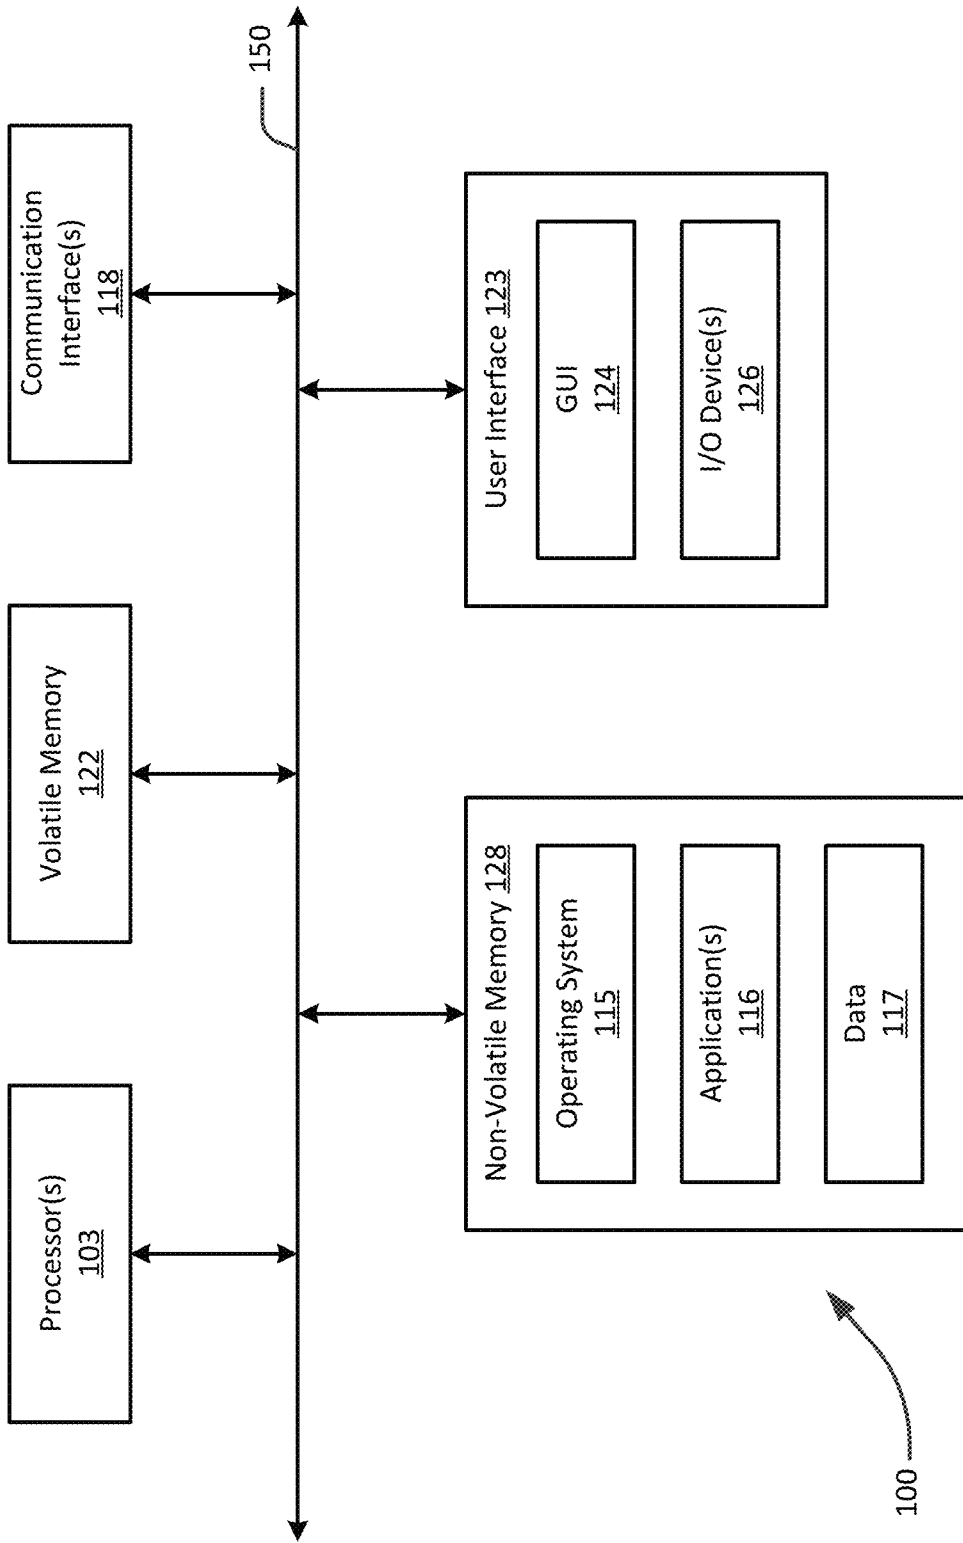 Processor(s)
103
Volatile Memory
122
Communication
Interface(s)
118
150
Non-Volatile Memory 128
Operating System
115
Application(s)
116
Data
117
User Interface 123
GUI
124
I/O Device(s)
126
100